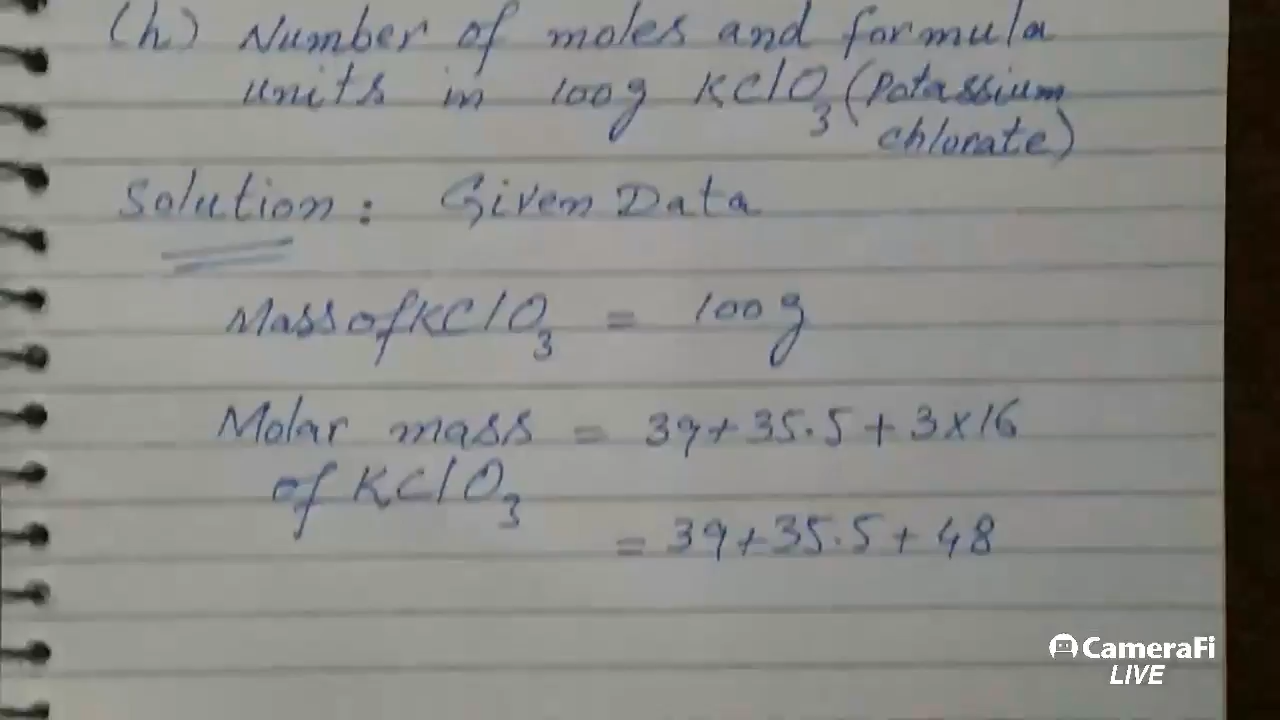 (h) Number of moles and formula
units in 100g KClO3 (Potassium
chlorate)
Solution: Given Data
Mass of KClO3 = 100g
Molar mass = 39+35.5+3×16
of KClO3
= 39+35.5+48
CameraFi
LIVE